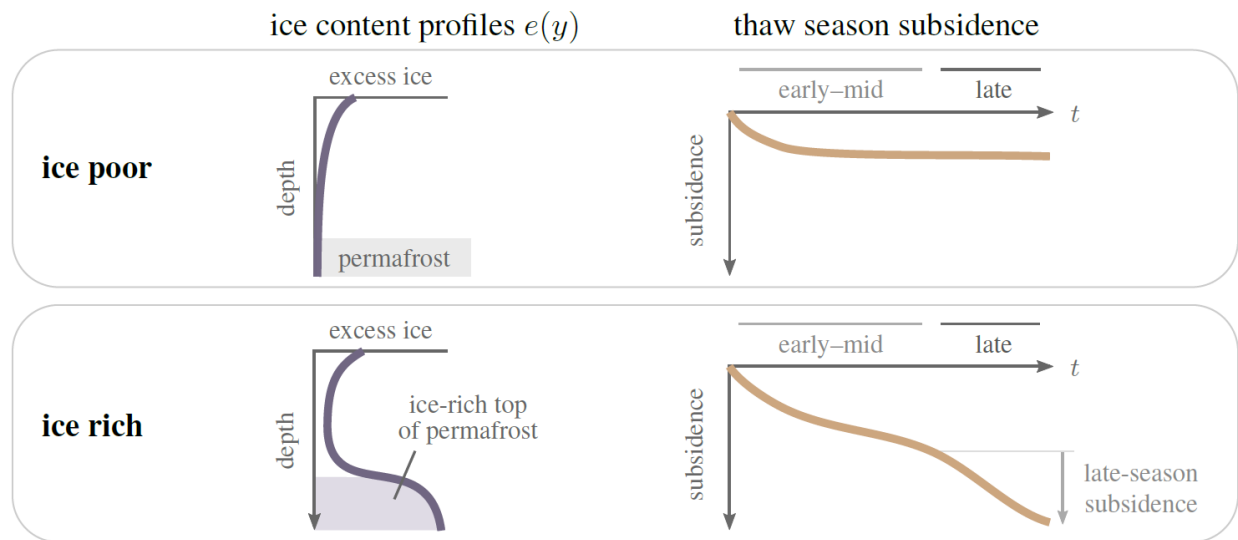 ice content profiles e(y)
thaw season subsidence
ice poor
excess ice
depth
permafrost
early–mid
late
t
subsidence
ice rich
excess ice
depth
ice-rich top
of permafrost
early–mid
late
t
subsidence
late-season
subsidence